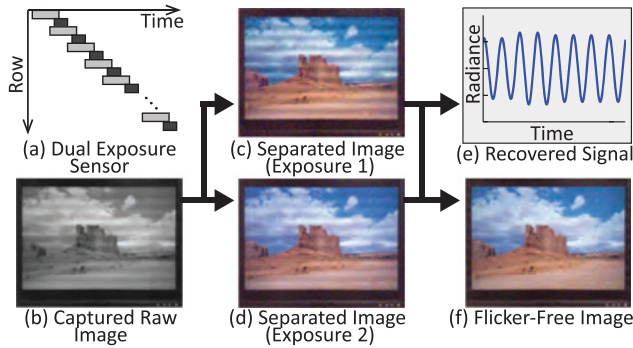 Time
Row
(a) Dual Exposure
Sensor
(b) Captured Raw
Image
(c) Separated Image
(Exposure 1)
(d) Separated Image
(Exposure 2)
Radiance
Time
(e) Recovered Signal
(f) Flicker-Free Image